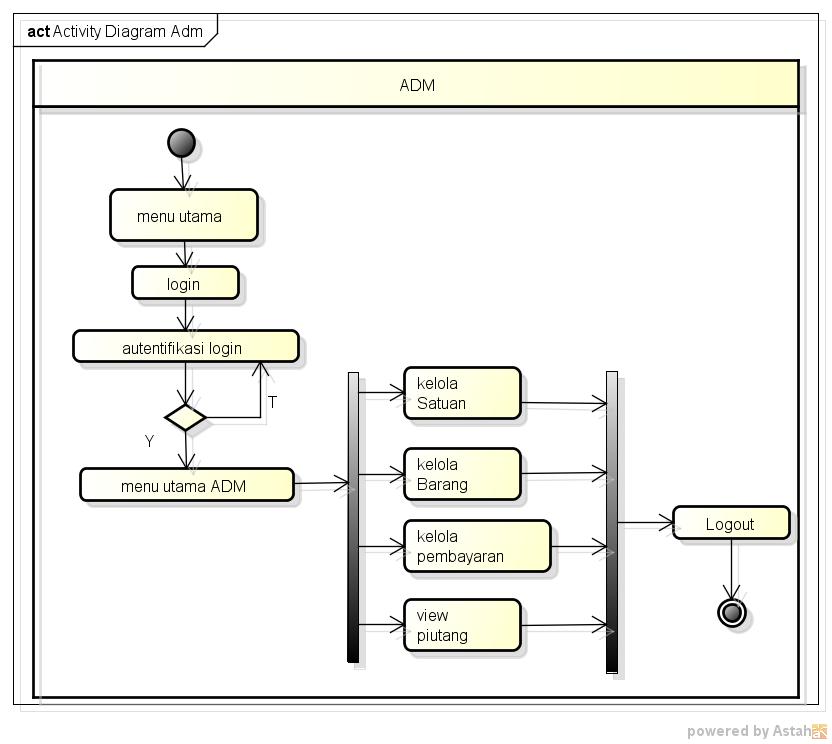 act Activity Diagram Adm
ADM
menu utama
login
autentifikasi login
T
Y
menu utama ADM
kelola
Satuan
kelola
Barang
kelola
pembayaran
view
piutang
Logout
powered by Astah